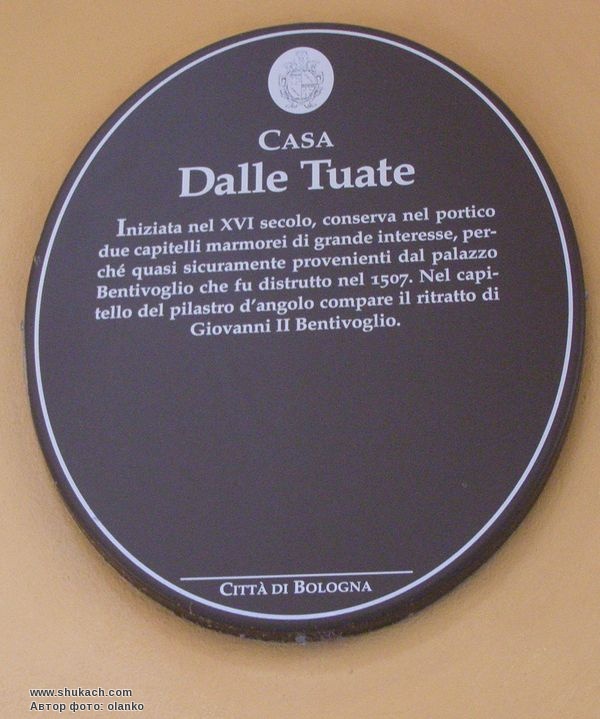 CASA
Dalle Tuate
Iniziata nel XVI secolo, conserva nel portico
due capitelli marmorei di grande interesse, per-
ché quasi sicuramente provenienti dal palazzo
Bentivoglio che fu distrutto nel 1507. Nel capi-
tello del pilastro d'angolo compare il ritratto di
Giovanni II Bentivoglio.
CITTÀ DI BOLOGNA
www.shukach.com
Автор фото: olanko